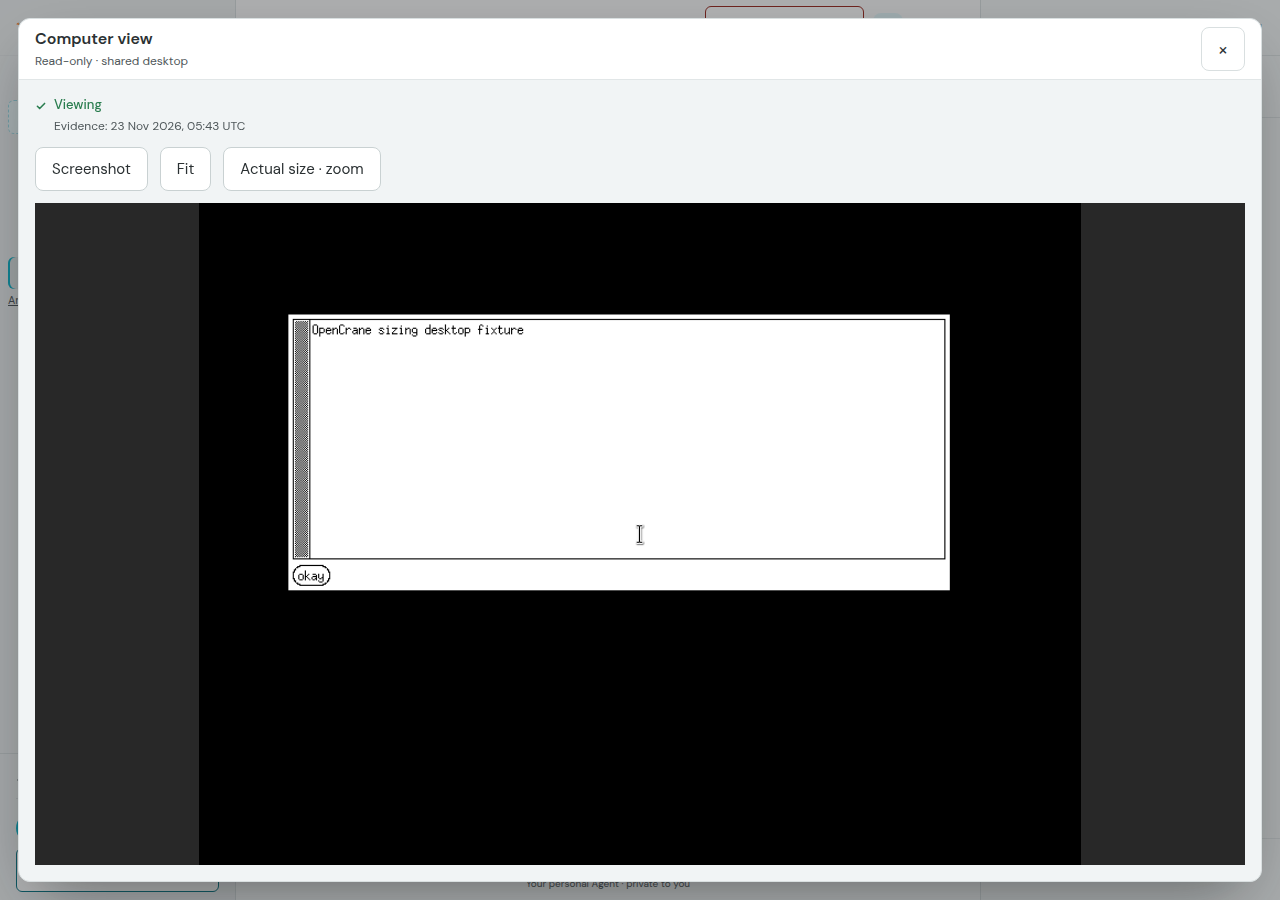 Computer view
Read-only · shared desktop
×
Viewing
Evidence: 23 Nov 2026, 05:43 UTC
Screenshot
Fit
Actual size · zoom
OpenCrane sizing desktop fixture
okay
Your personal Agent · private to you